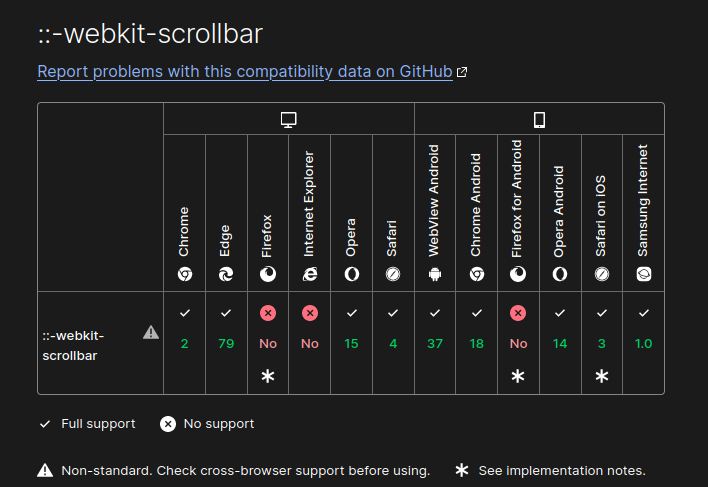 ::-webkit-scrollbar
Report problems with this compatibility data on GitHub
Chrome
Edge
Firefox
Internet Explorer
Opera
Safari
WebView Android
Chrome Android
Firefox for Android
Opera Android
Safari on iOS
Samsung Internet
::-webkit-
scrollbar
2 79 No No 15 4 37 18 No 14 3 1.0
* * *
Full support No support
Non-standard. Check cross-browser support before using. * See implementation notes.